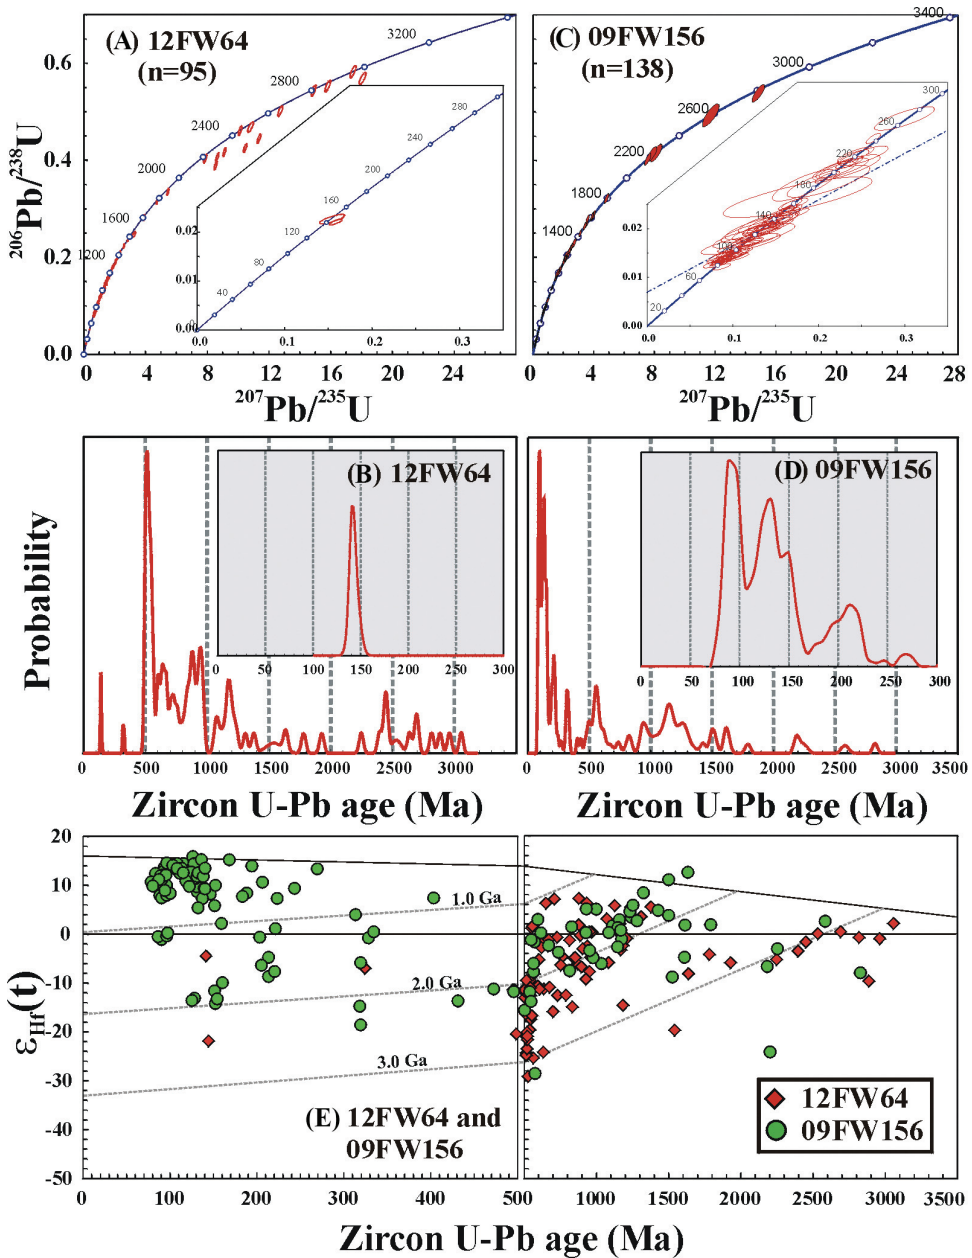 (A) 12FW64
(n=95)
0.6
0.4
0.2
0.0
206Pb/238U
1200
1600
2000
2400
2800
3200
0.02
0.01
0.00
0.0 0.1 0.2 0.3
40
80
120
160
200
240
280
0 4 8 12 16 20 24
207Pb/235U
(C) 09FW156
(n=138)
1400
1800
2200
2600
3000
3400
0.02
0.01
0.00
0.0 0.1 0.2 0.3
20
60
100
140
180
220
260
300
0 4 8 12 16 20 24 28
207Pb/235U
Probability
(B) 12FW64
0 50 100 150 200 250 300
0 500 1000 1500 2000 2500 3000
Zircon U-Pb age (Ma)
(D) 09FW156
0 50 100 150 200 250 300
0 500 1000 1500 2000 2500 3000 3500
Zircon U-Pb age (Ma)
20
10
0
-10
-20
-30
-40
-50
εHf(t)
1.0 Ga
2.0 Ga
3.0 Ga
(E) 12FW64 and
09FW156
12FW64
09FW156
0 100 200 300 400 500 1000 1500 2000 2500 3000 3500
Zircon U-Pb age (Ma)